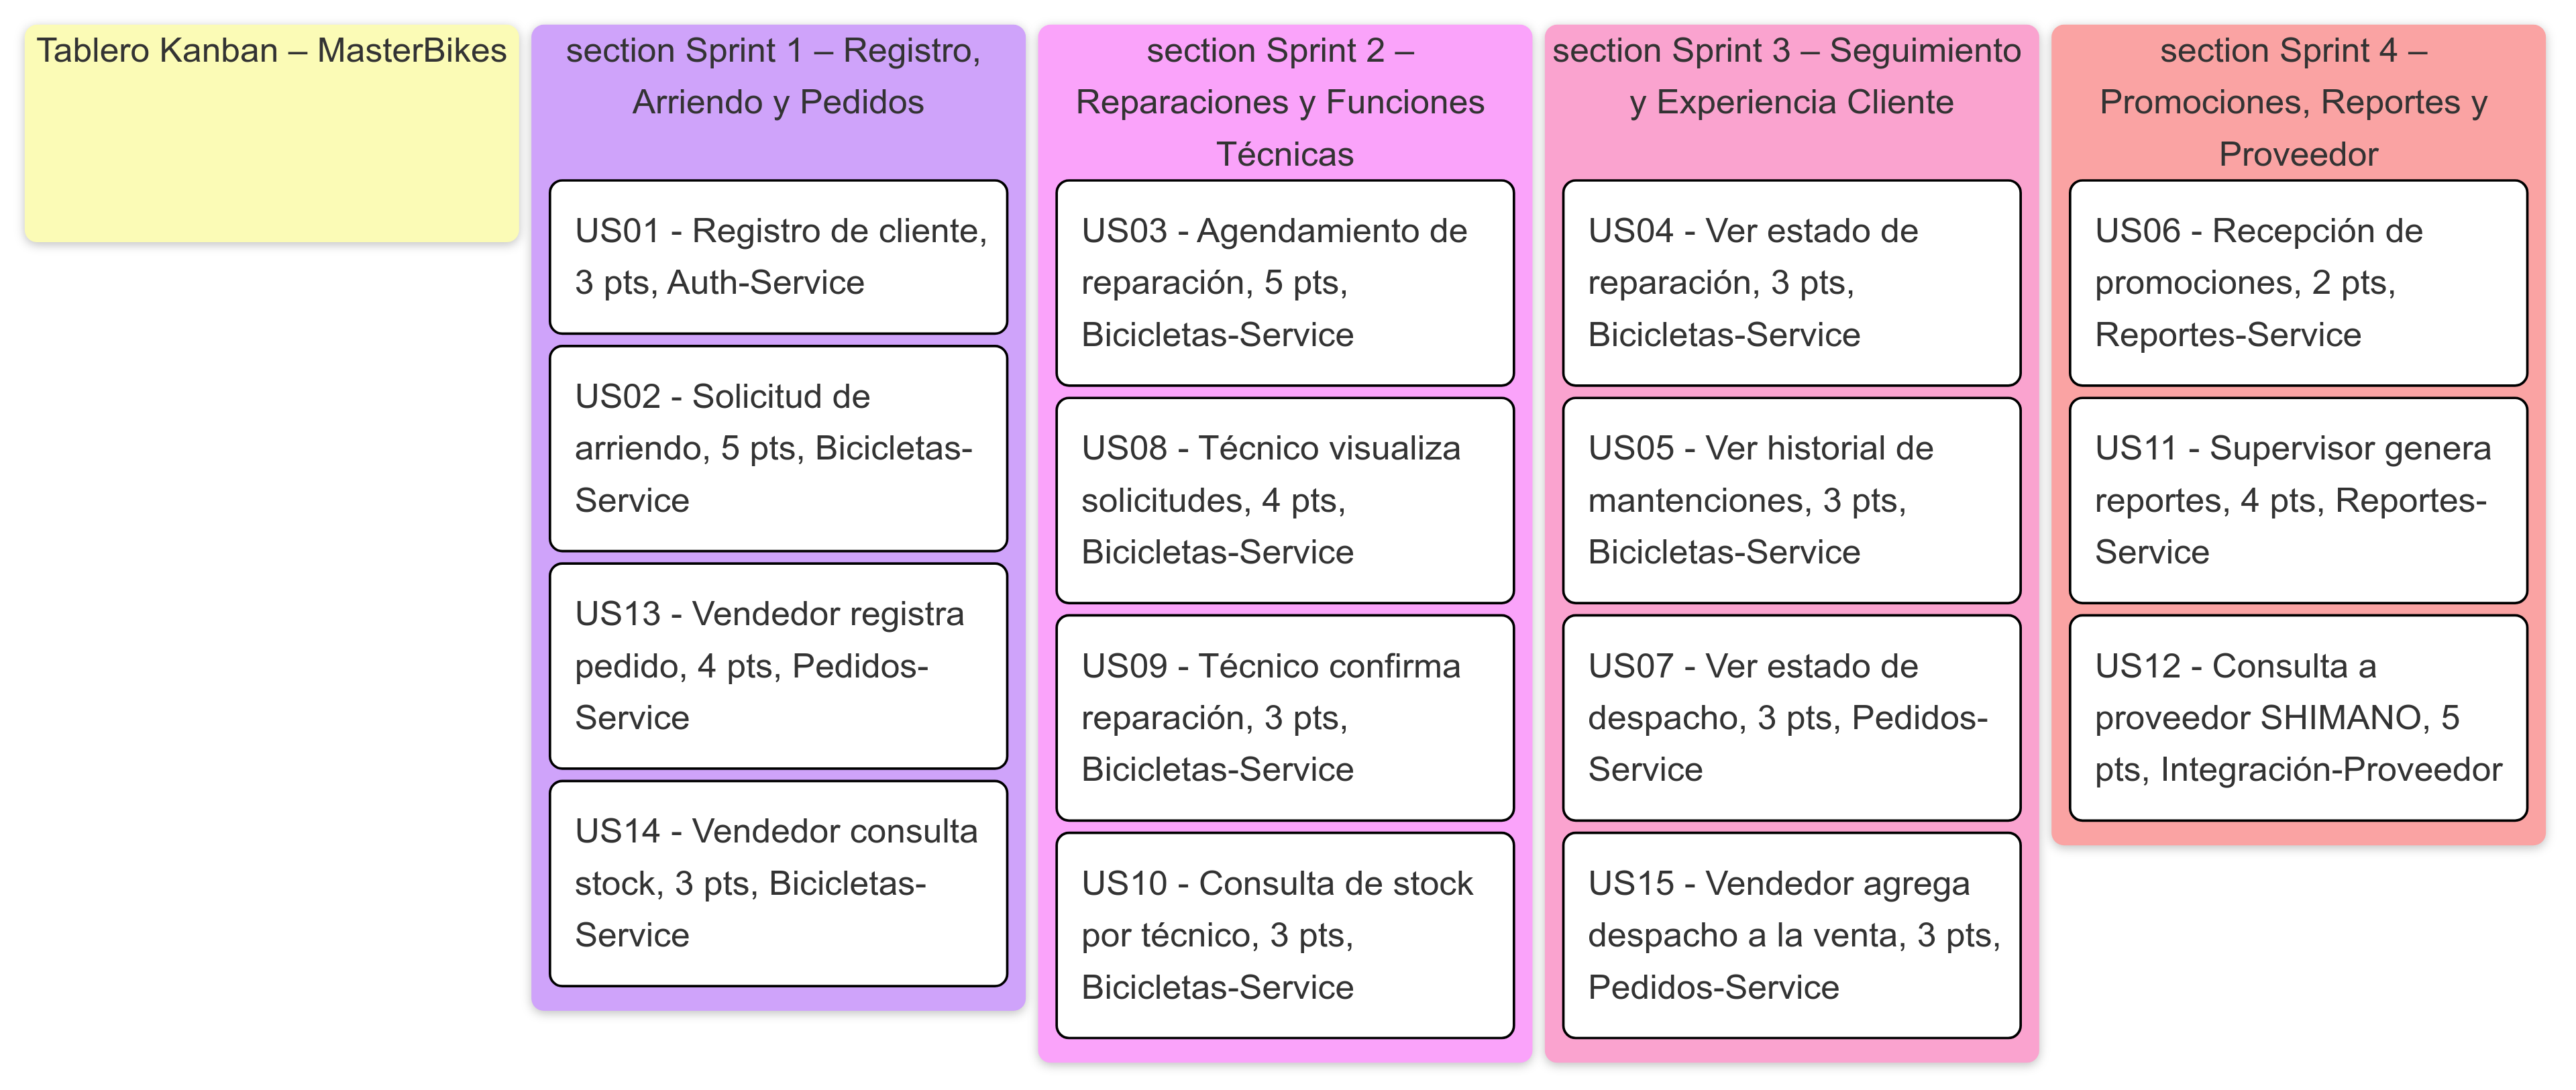 Tablero Kanban – MasterBikes
section Sprint 1 – Registro,
Arriendo y Pedidos
US01 - Registro de cliente,
3 pts, Auth-Service
US02 - Solicitud de
arriendo, 5 pts, Bicicletas-
Service
US13 - Vendedor registra
pedido, 4 pts, Pedidos-
Service
US14 - Vendedor consulta
stock, 3 pts, Bicicletas-
Service
section Sprint 2 –
Reparaciones y Funciones
Técnicas
US03 - Agendamiento de
reparación, 5 pts,
Bicicletas-Service
US08 - Técnico visualiza
solicitudes, 4 pts,
Bicicletas-Service
US09 - Técnico confirma
reparación, 3 pts,
Bicicletas-Service
US10 - Consulta de stock
por técnico, 3 pts,
Bicicletas-Service
section Sprint 3 – Seguimiento
y Experiencia Cliente
US04 - Ver estado de
reparación, 3 pts,
Bicicletas-Service
US05 - Ver historial de
mantenciones, 3 pts,
Bicicletas-Service
US07 - Ver estado de
despacho, 3 pts, Pedidos-
Service
US15 - Vendedor agrega
despacho a la venta, 3 pts,
Pedidos-Service
section Sprint 4 –
Promociones, Reportes y
Proveedor
US06 - Recepción de
promociones, 2 pts,
Reportes-Service
US11 - Supervisor genera
reportes, 4 pts, Reportes-
Service
US12 - Consulta a
proveedor SHIMANO, 5
pts, Integración-Proveedor